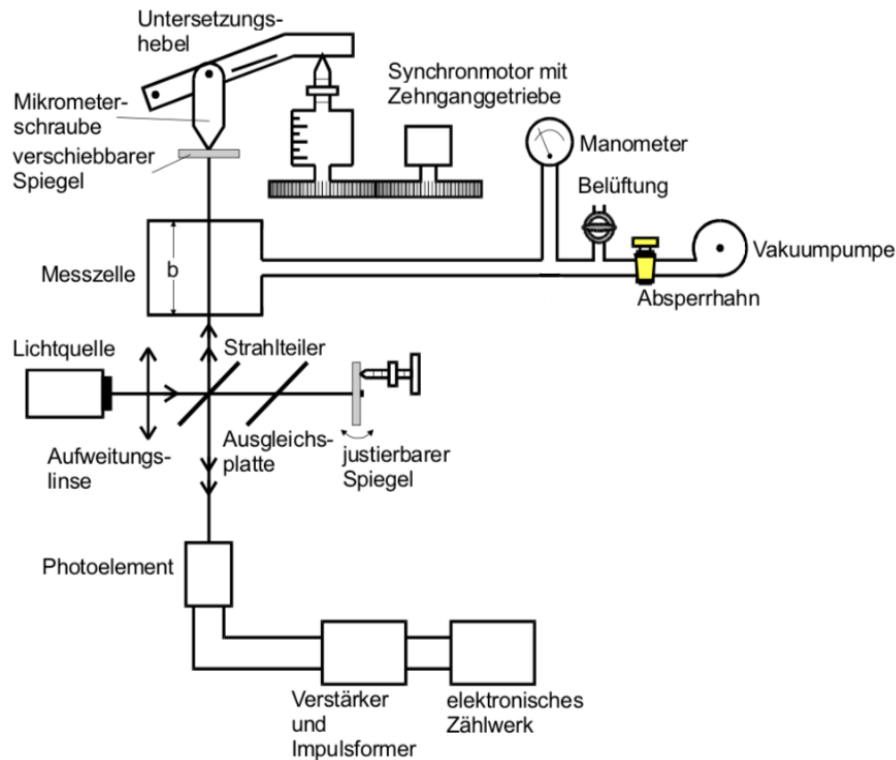 Untersetzungs-
hebel
Synchronmotor mit
Zehnganggetriebe
Mikrometer-
schraube
verschiebbarer
Spiegel
Manometer
Belüftung
Vakuumpumpe
Absperrhahn
Messzelle
b
Lichtquelle
Strahlteiler
Aufweitungs-
linse
Ausgleichs-
platte
justierbarer
Spiegel
Photoelement
Verstärker
und
Impulsformer
elektronisches
Zählwerk